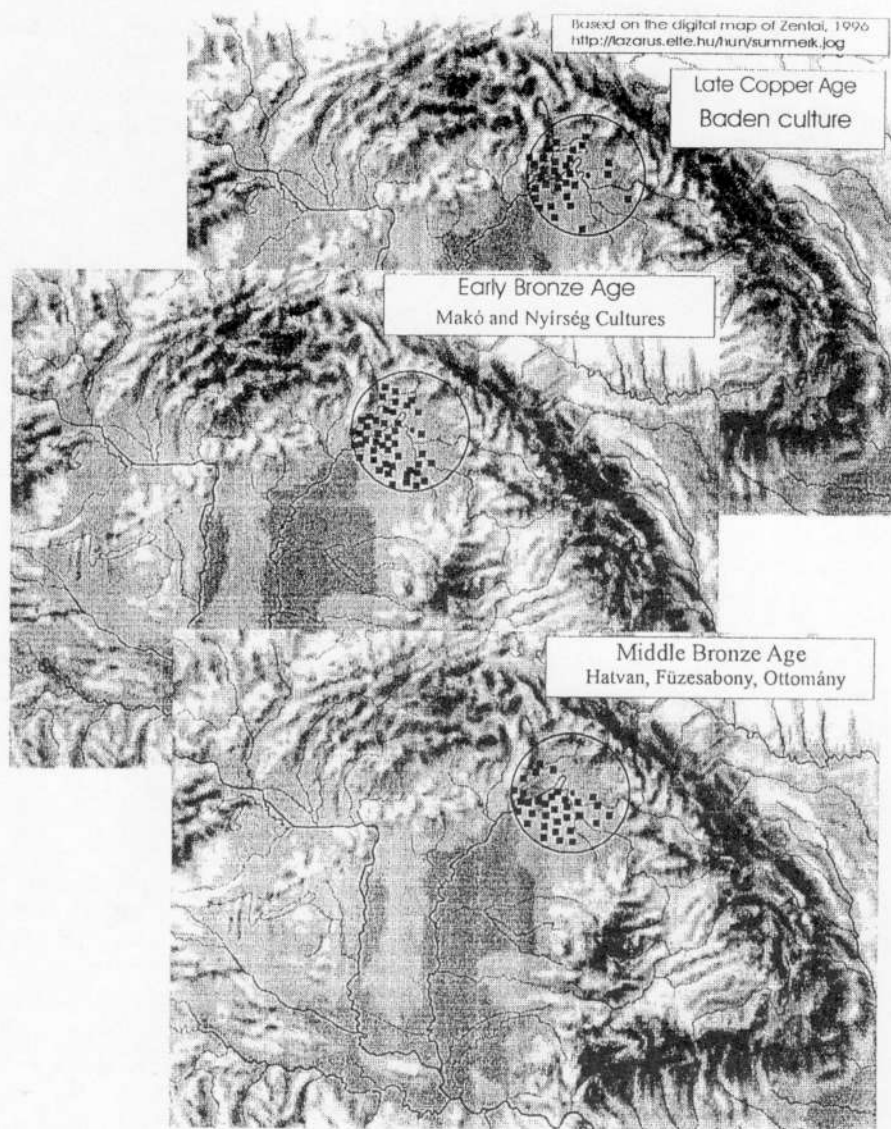 Based on the digital map of Zentai, 1996
http://lazarus.elte.hu/hun/summerk.jog
Late Copper Age
Baden culture
Early Bronze Age
Makó and Nyírség Cultures
Middle Bronze Age
Hatvan, Füzesabony, Ottomány